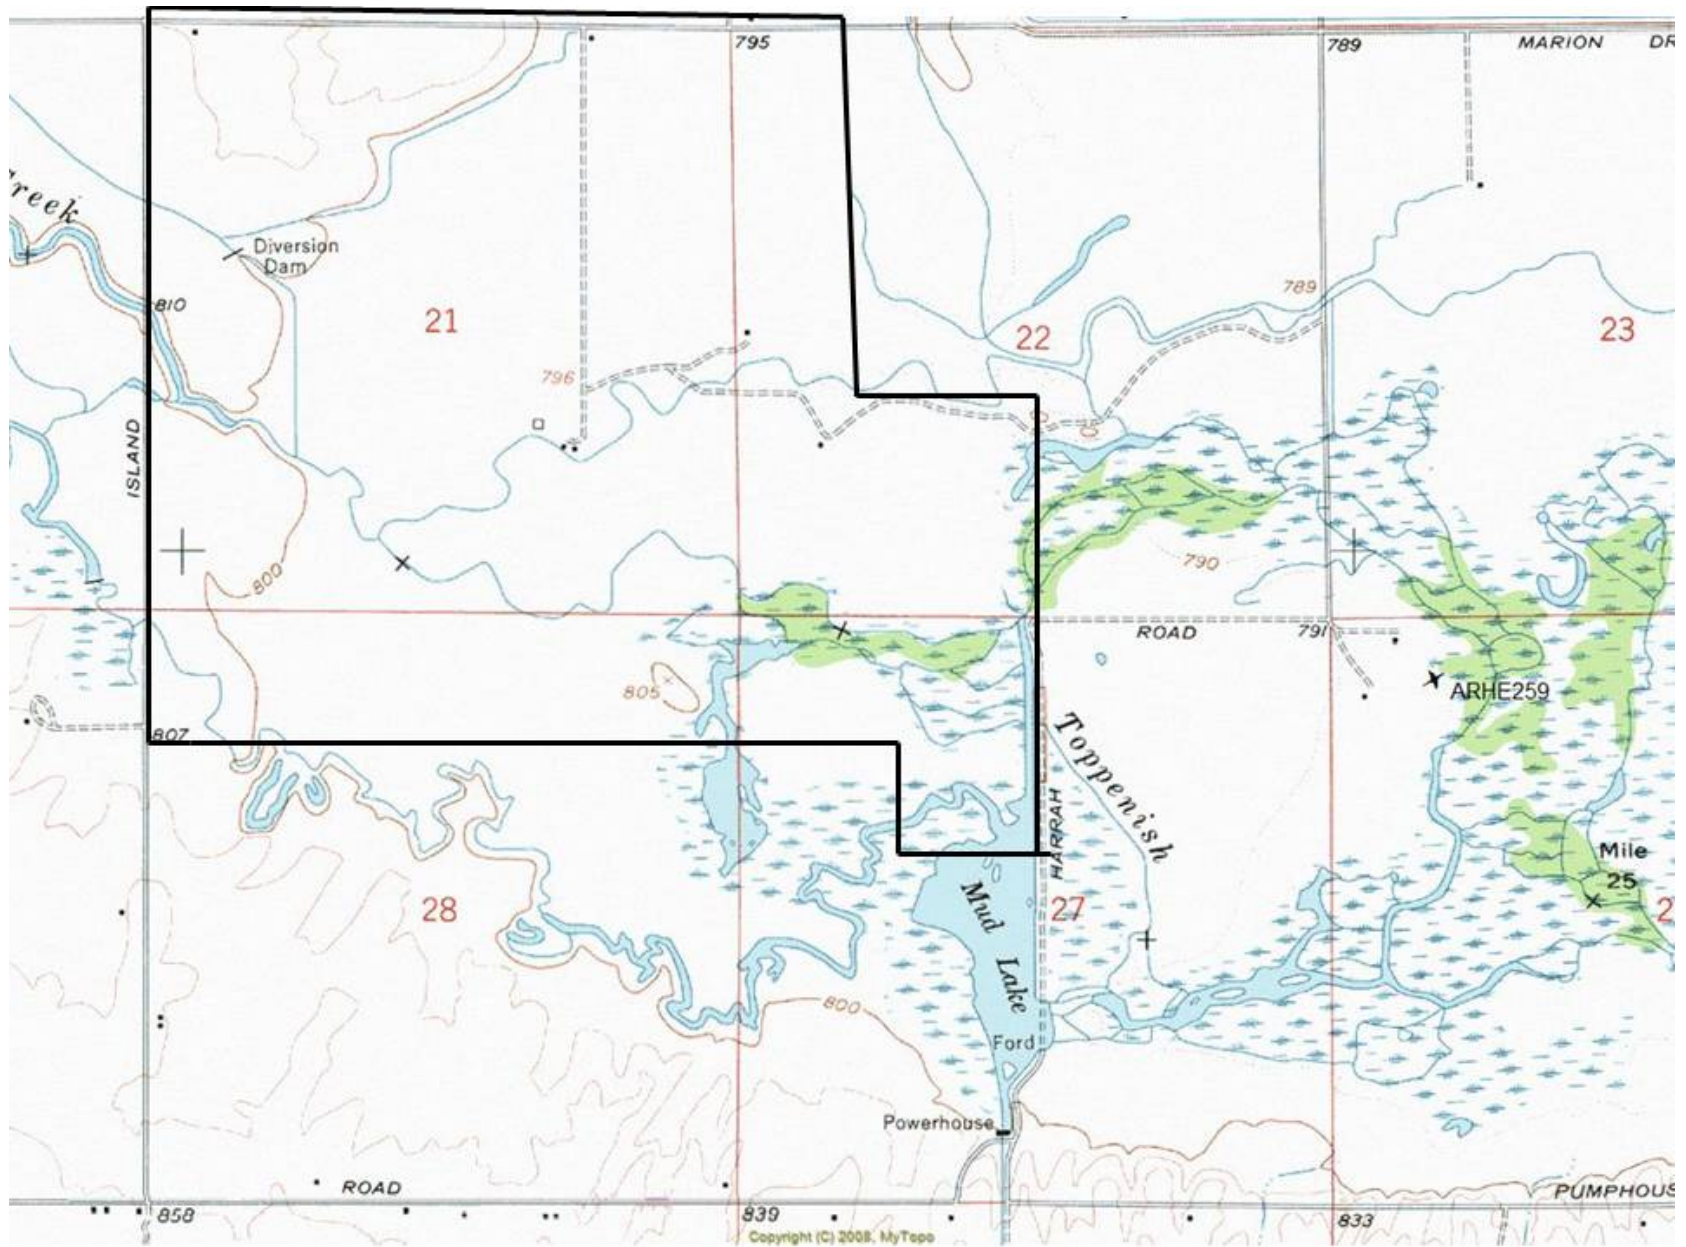 795
789
MARION DR
Creek
Diversion
Dam
810
21
789
22
23
796
ISLAND
800
790
ROAD
791
805
ARHE259
807
Toppenish
HARRAH
Mile
25
28
Mud
Lake
27
2
800
Ford
Powerhouse
ROAD
PUMPHOUS
858
839
833
Copyright (C) 2008, MyTopo